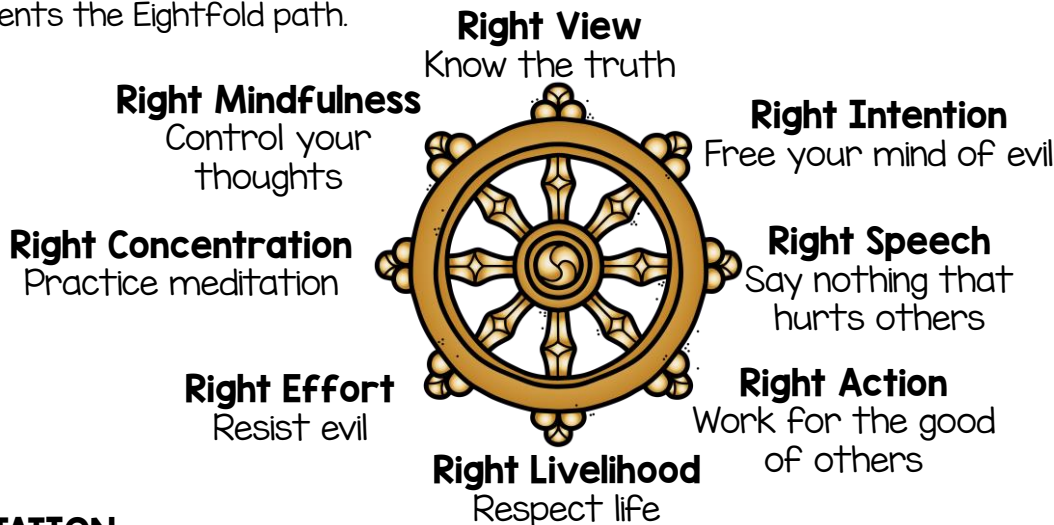 the Eightfold path.
Right View
Know the truth
Right Mindfulness
Control your
thoughts
Right Intention
Free your mind of evil
Right Concentration
Practice meditation
Right Speech
Say nothing that
hurts others
Right Effort
Resist evil
Right Action
Work for the good
of others
Right Livelihood
Respect life